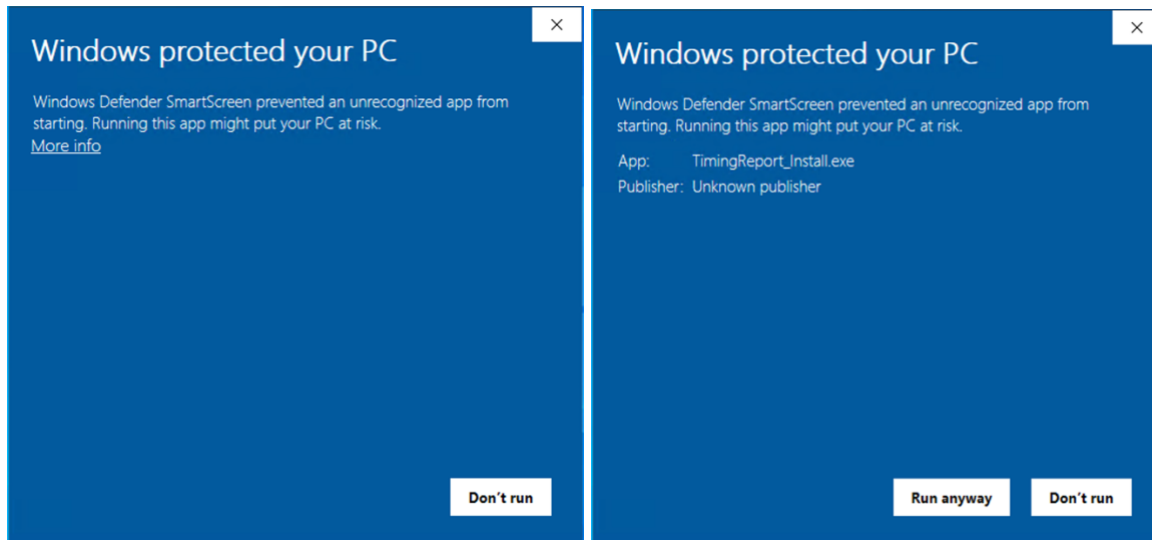 Windows protected your PC
Windows Defender SmartScreen prevented an unrecognized app from
starting. Running this app might put your PC at risk.
More info
Don't run
Windows protected your PC
Windows Defender SmartScreen prevented an unrecognized app from
starting. Running this app might put your PC at risk.
App: TimingReport_Install.exe
Publisher: Unknown publisher
Run anyway Don't run